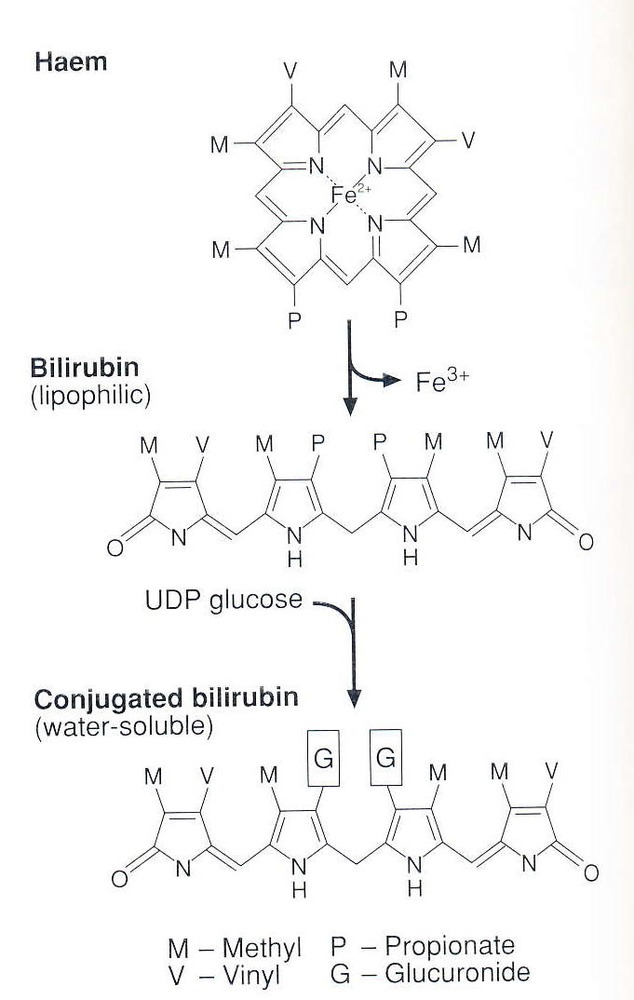 Haem
V
M
M
V
N
N
Fe2+
N
N
M
M
P
P
Bilirubin
(lipophilic)
Fe3+
M V M P P M M V
O N N N N O
H H
UDP glucose
Conjugated bilirubin
(water-soluble)
G G
M V M M M V
O N N N N O
H H
M – Methyl P – Propionate
V – Vinyl G – Glucuronide